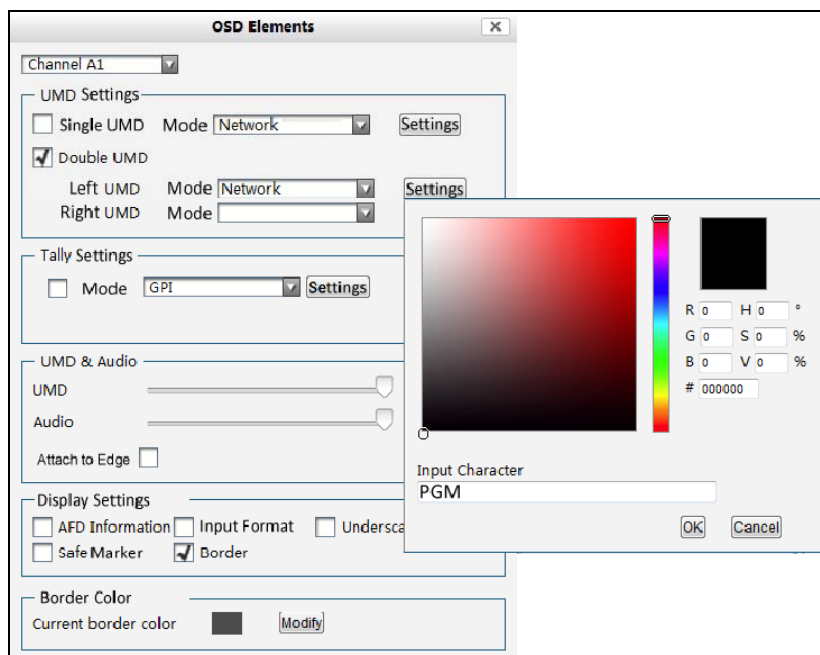 OSD Elements
Channel A1
UMD Settings
Single UMD Mode Network Settings
Double UMD
Left UMD Mode Network Settings
Right UMD Mode
Tally Settings
Mode GPI Settings
UMD & Audio
UMD
Audio
Attach to Edge
Display Settings
AFD Information Input Format Undersca
Safe Marker Border
Border Color
Current border color Modify
R 0 H 0 °
G 0 S 0 %
B 0 V 0 %
# 000000
Input Character
PGM
OK Cancel